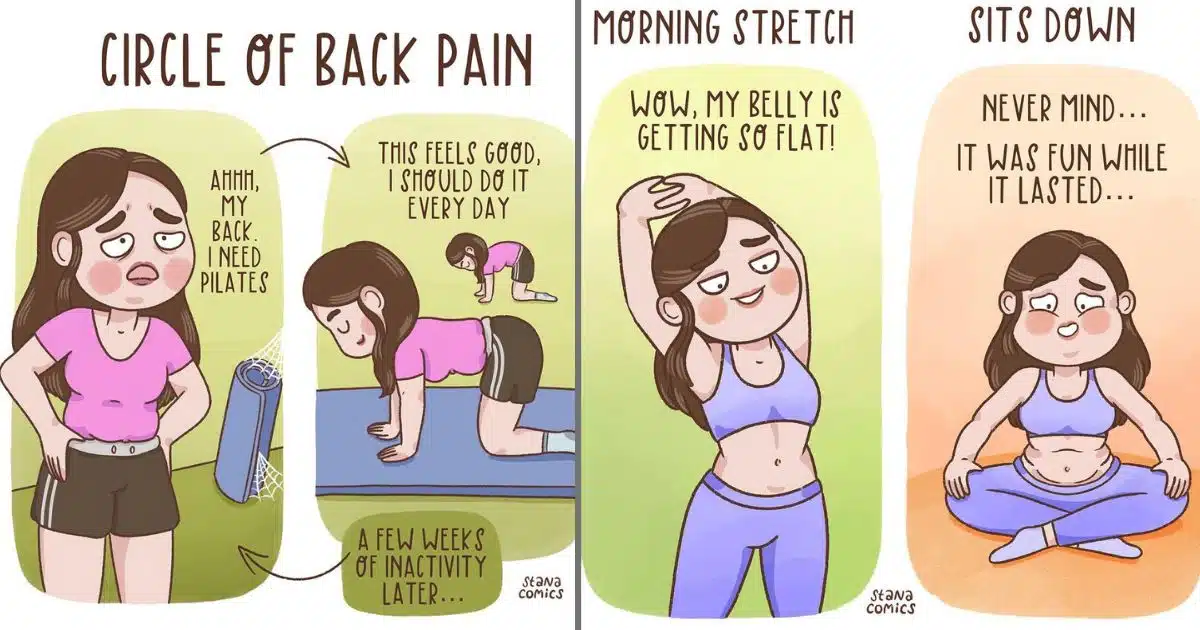 CIRCLE OF BACK PAIN
AHHH,
MY
BACK.
I NEED
PILATES
THIS FEELS GOOD,
I SHOULD DO IT
EVERY DAY
A FEW WEEKS
OF INACTIVITY
LATER...
stana
comics
MORNING STRETCH
WOW, MY BELLY IS
GETTING SO FLAT!
SITS DOWN
NEVER MIND...
IT WAS FUN WHILE
IT LASTED...
stana
comics